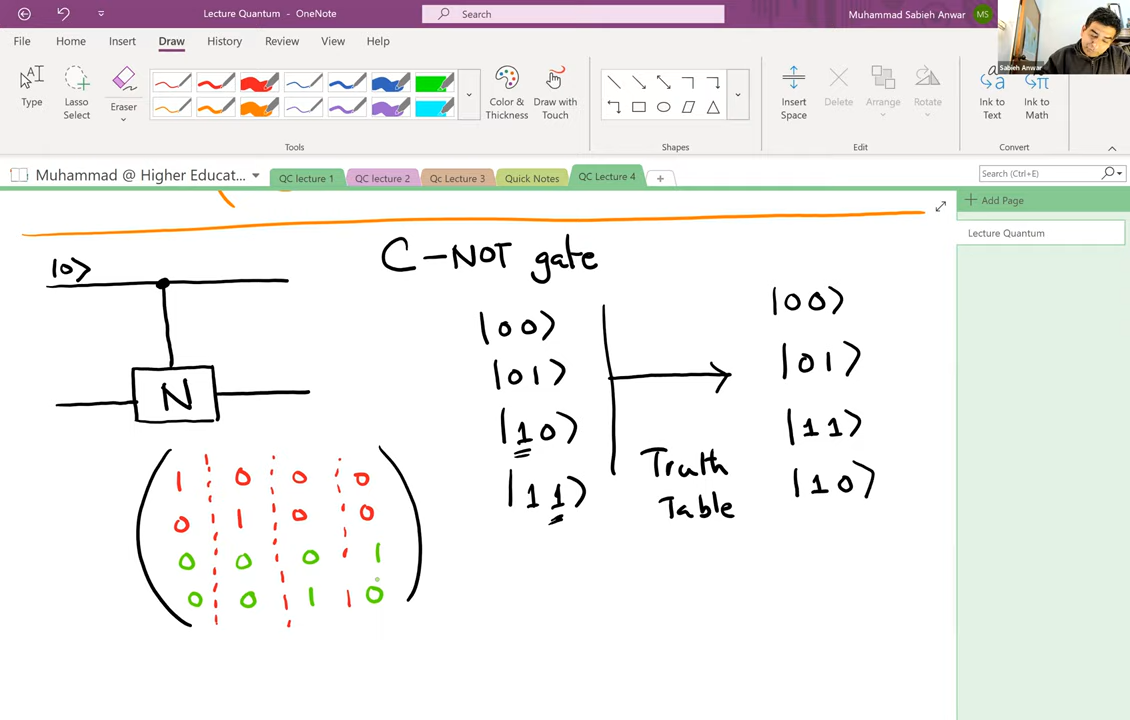 Lecture Quantum - OneNote
Search
Muhammad Sabieh Anwar
MS
Sabieh Anwar
File Home Insert Draw History Review View Help
Type
Lasso Select
Eraser
Color & Thickness
Draw with Touch
Insert Space
Delete
Arrange
Rotate
Ink to Text
Ink to Math
Tools
Shapes
Edit
Convert
Muhammad @ Higher Educat...
QC lecture 1
QC lecture 2
Qc Lecture 3
Quick Notes
QC Lecture 4
Search (Ctrl+E)
Add Page
Lecture Quantum
C-NOT gate
|0⟩
N
|00⟩
|01⟩
|10⟩
|11⟩
Truth
Table
|00⟩
|01⟩
|11⟩
|10⟩
1 0 0 0
0 1 0 0
0 0 0 1
0 0 1 0